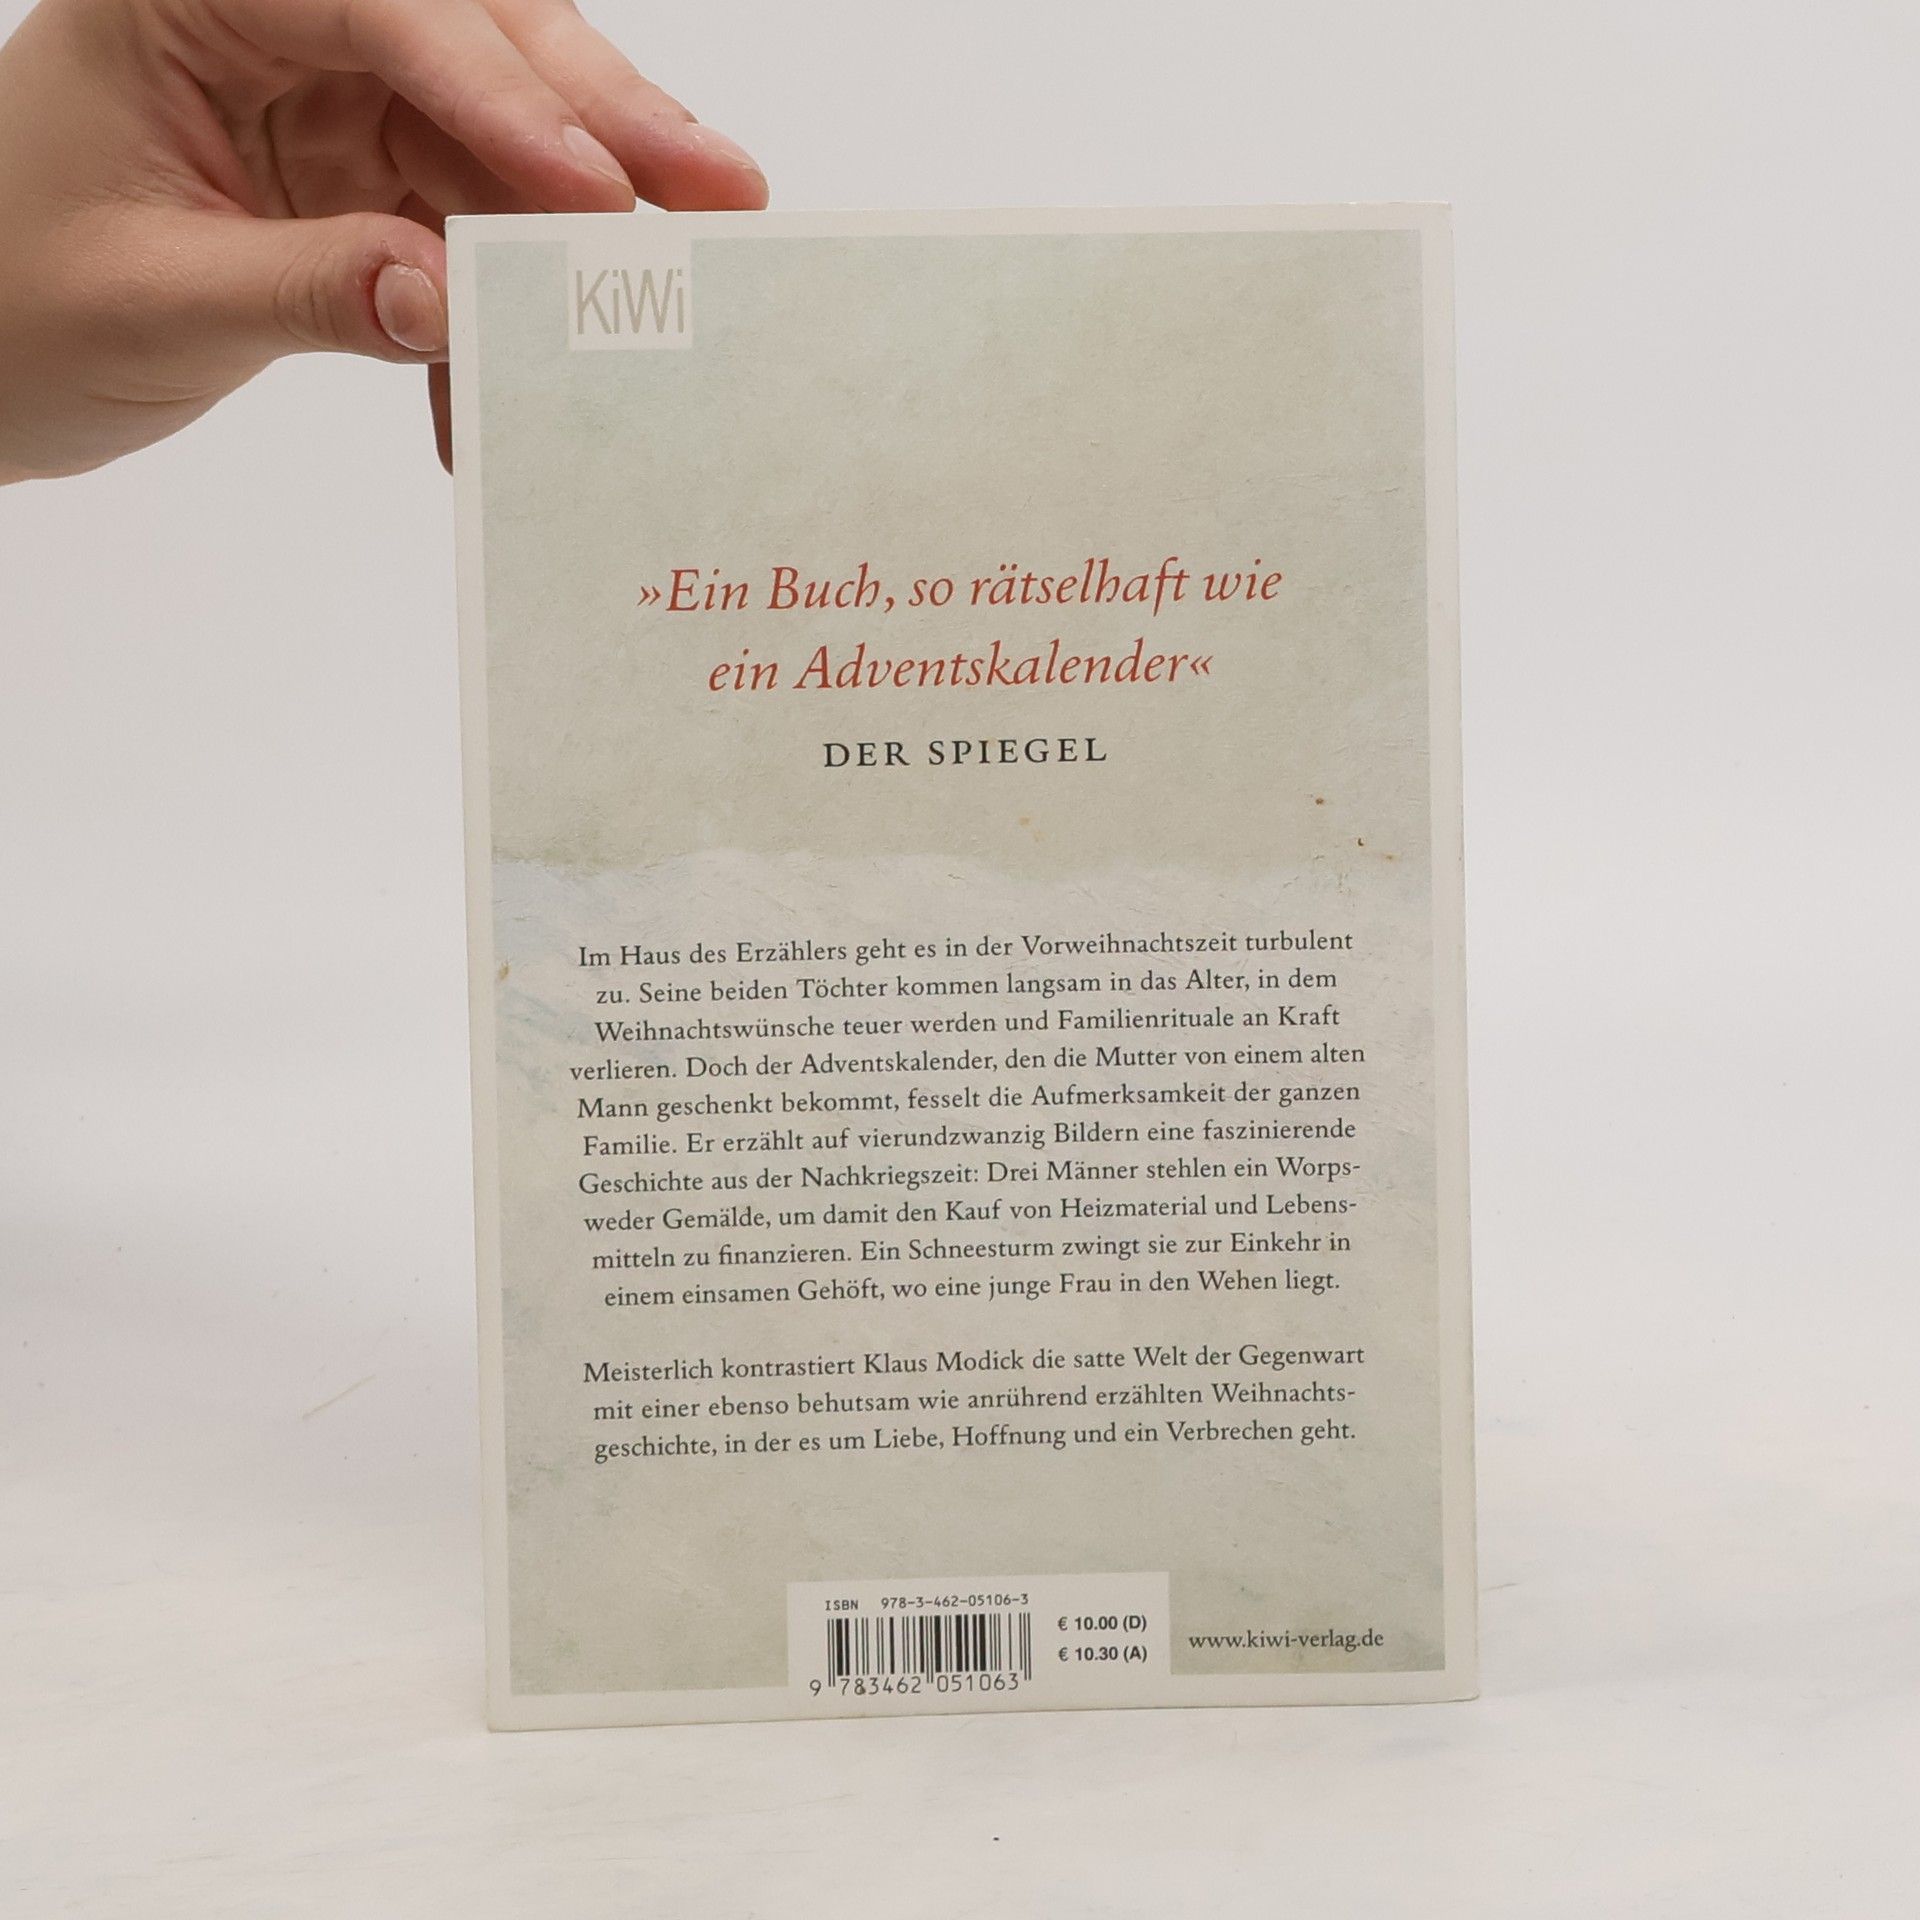 KiWi
»Ein Buch, so rätselhaft wie
ein Adventskalender«
DER SPIEGEL
Im Haus des Erzählers geht es in der Vorweihnachtszeit turbulent
zu. Seine beiden Töchter kommen langsam in das Alter, in dem
Weihnachtswünsche teuer werden und Familienrituale an Kraft
verlieren. Doch der Adventskalender, den die Mutter von einem alten
Mann geschenkt bekommt, fesselt die Aufmerksamkeit der ganzen
Familie. Er erzählt auf vierundzwanzig Bildern eine faszinierende
Geschichte aus der Nachkriegszeit: Drei Männer stehlen ein Worps-
weder Gemälde, um damit den Kauf von Heizmaterial und Lebens-
mitteln zu finanzieren. Ein Schneesturm zwingt sie zur Einkehr in
einem einsamen Gehöft, wo eine junge Frau in den Wehen liegt.
Meisterlich kontrastiert Klaus Modick die satte Welt der Gegenwart
mit einer ebenso behutsam wie anrührend erzählten Weihnachts-
geschichte, in der es um Liebe, Hoffnung und ein Verbrechen geht.
ISBN 978-3-462-05106-3
9 783462 051063
€ 10.00 (D)
€ 10.30 (A)
www.kiwi-verlag.de